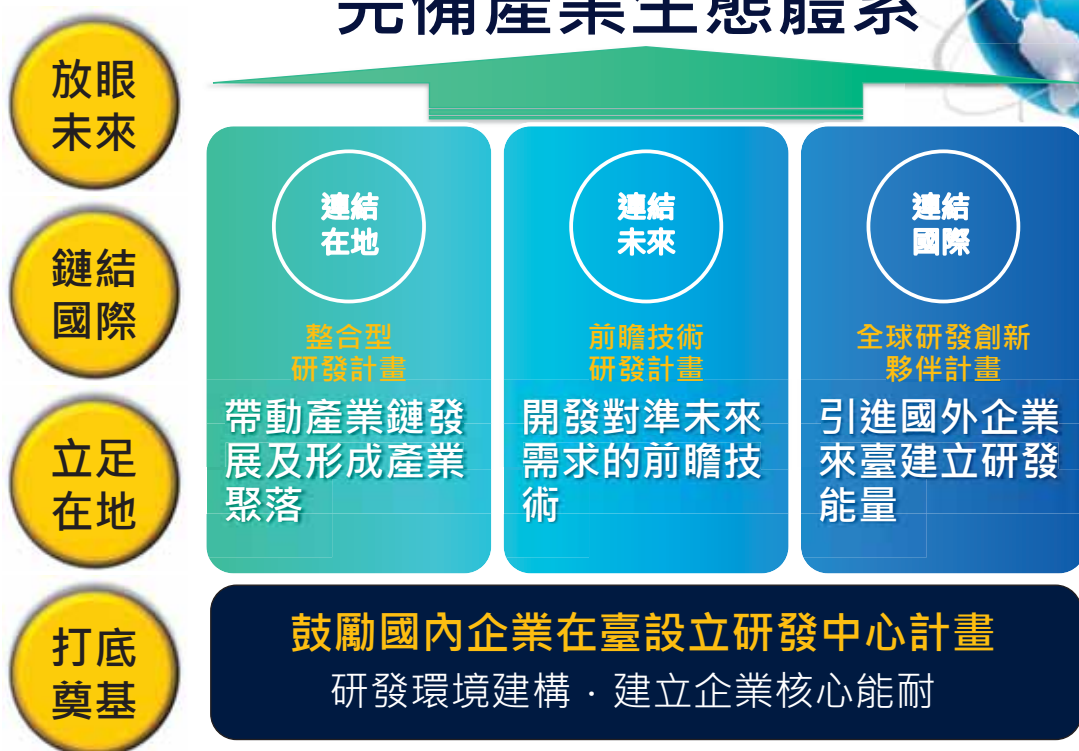 完備產業生態體系
放眼
未來
鏈結
國際
立足
在地
打底
奠基
連結
在地
整合型
研發計畫
帶動產業鏈發
展及形成產業
聚落
連結
未來
前瞻技術
研發計畫
開發對準未來
需求的前瞻技
術
連結
國際
全球研發創新
夥伴計畫
引進國外企業
來臺建立研發
能量
鼓勵國內企業在臺設立研發中心計畫
研發環境建構．建立企業核心能耐